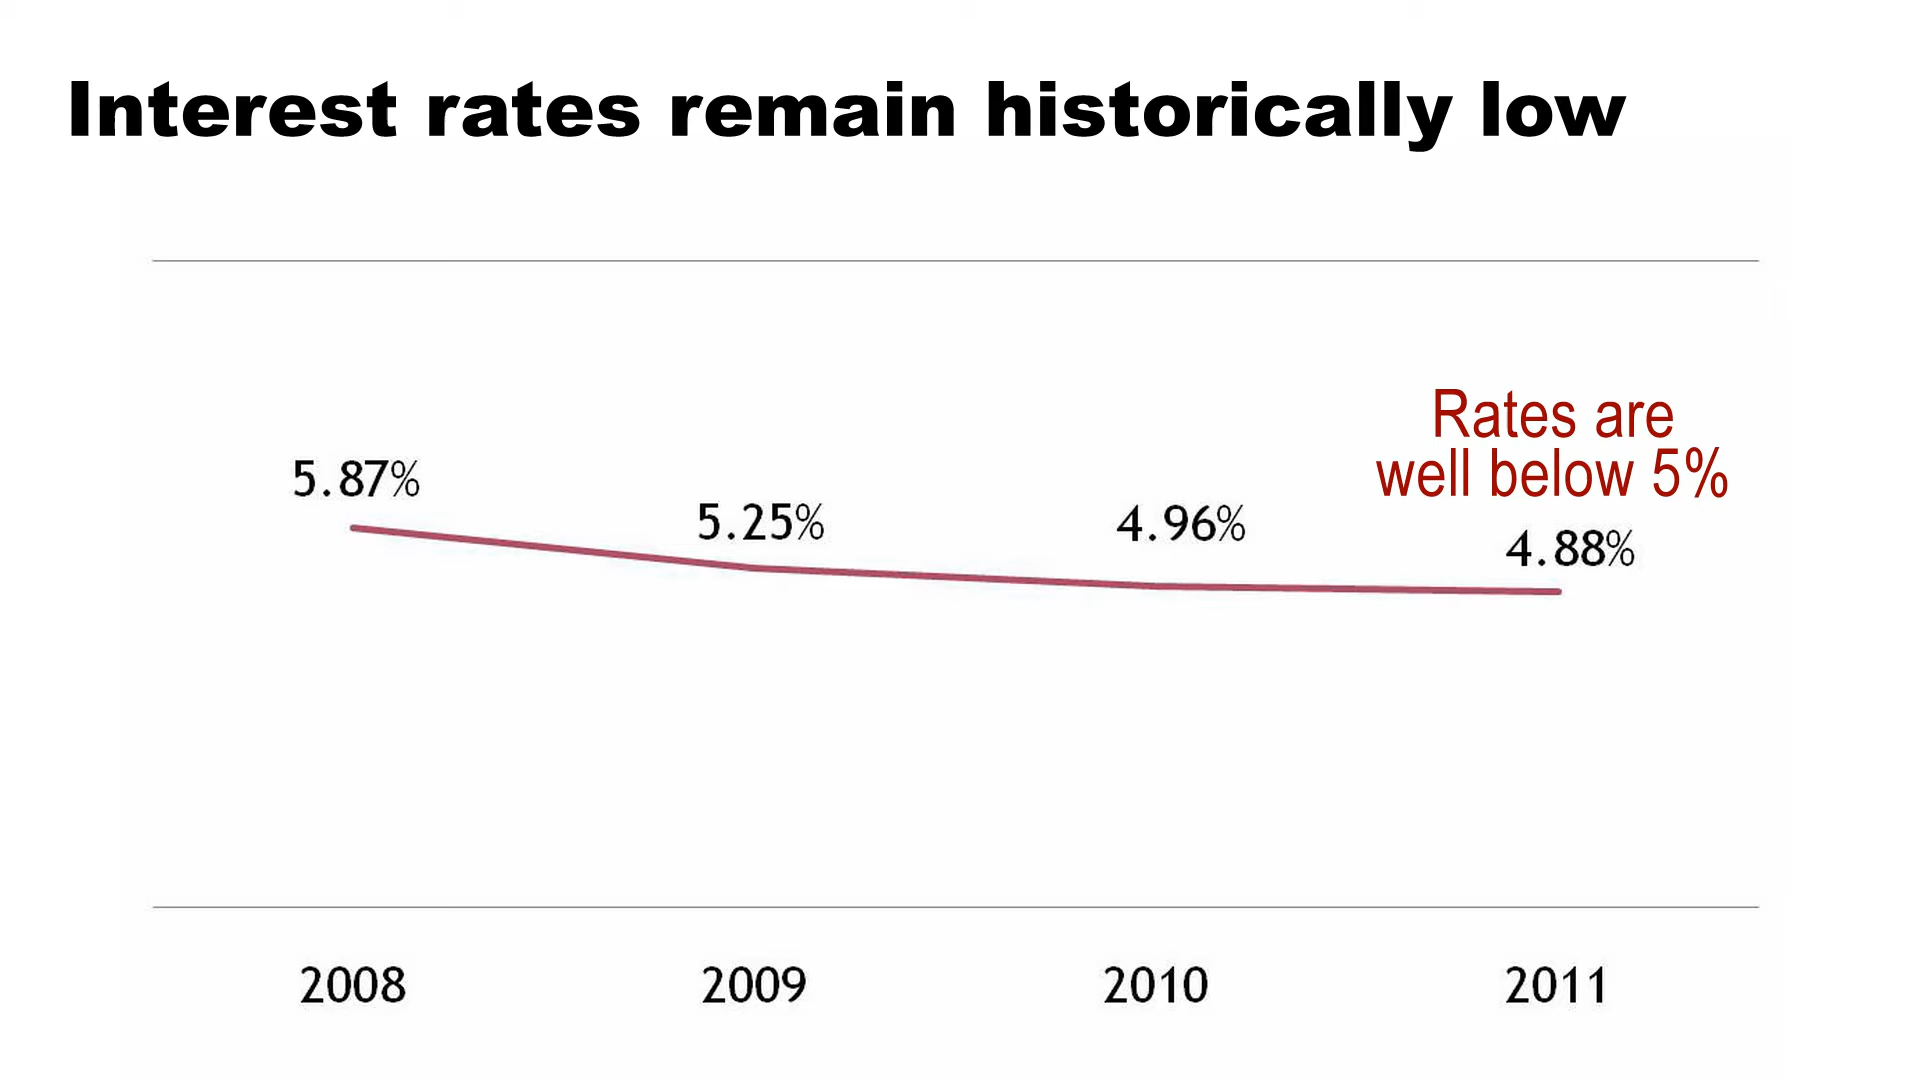 Interest rates remain historically low
Rates are
well below 5%
5.87%
5.25%
4.96%
4.88%
2008
2009
2010
2011